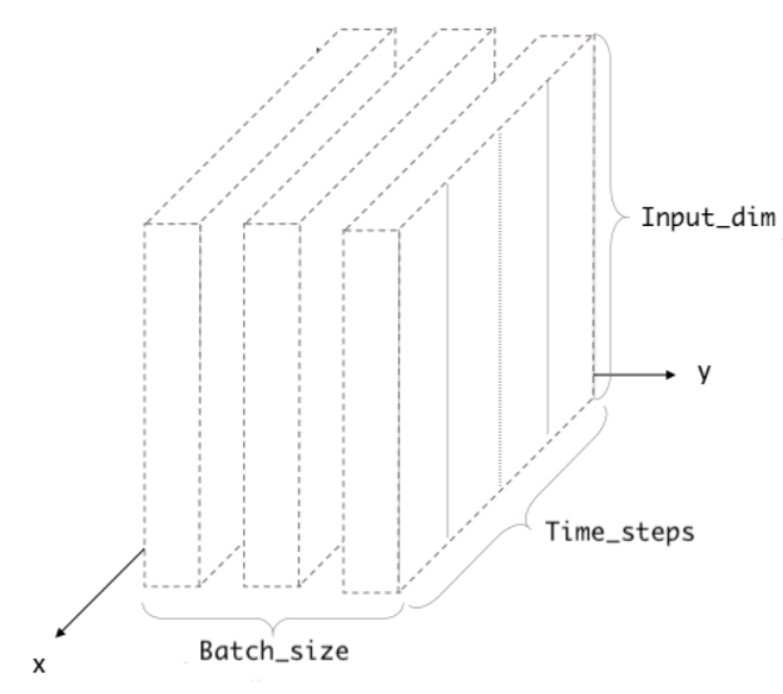 Input_dim
y
Time_steps
Batch_size
x